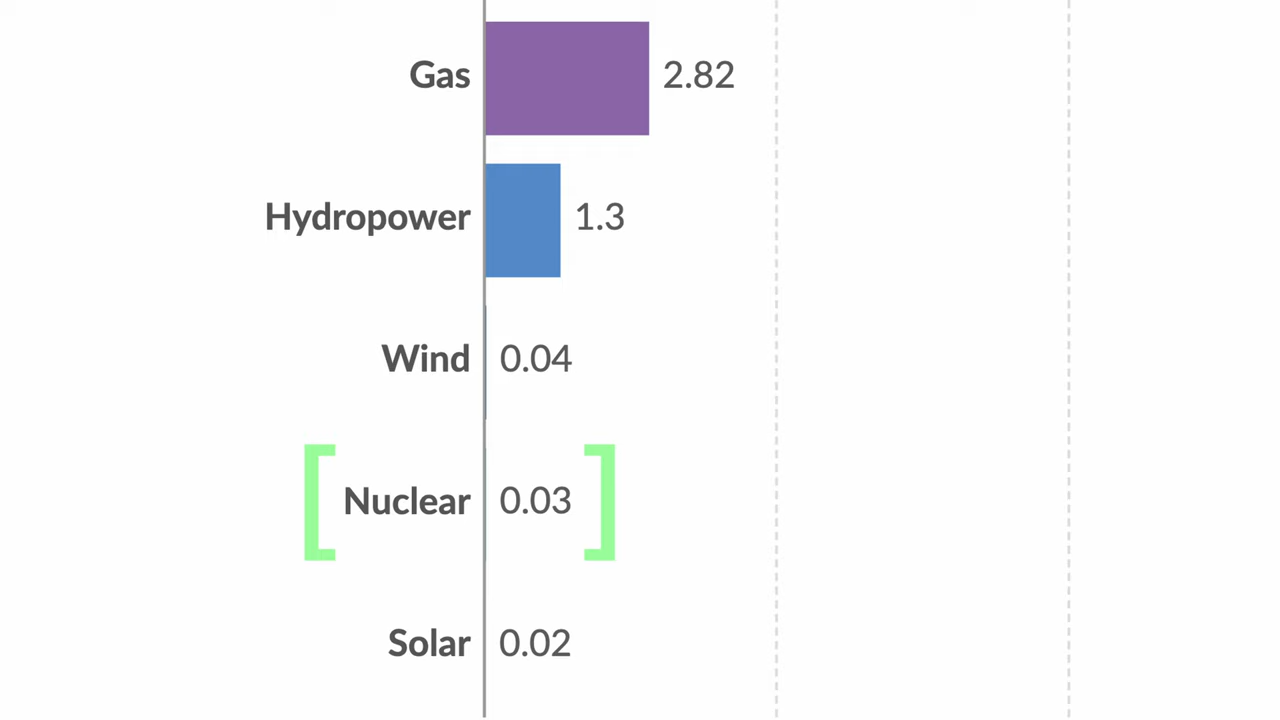 Gas 2.82
Hydropower 1.3
Wind 0.04
[ Nuclear 0.03 ]
Solar 0.02